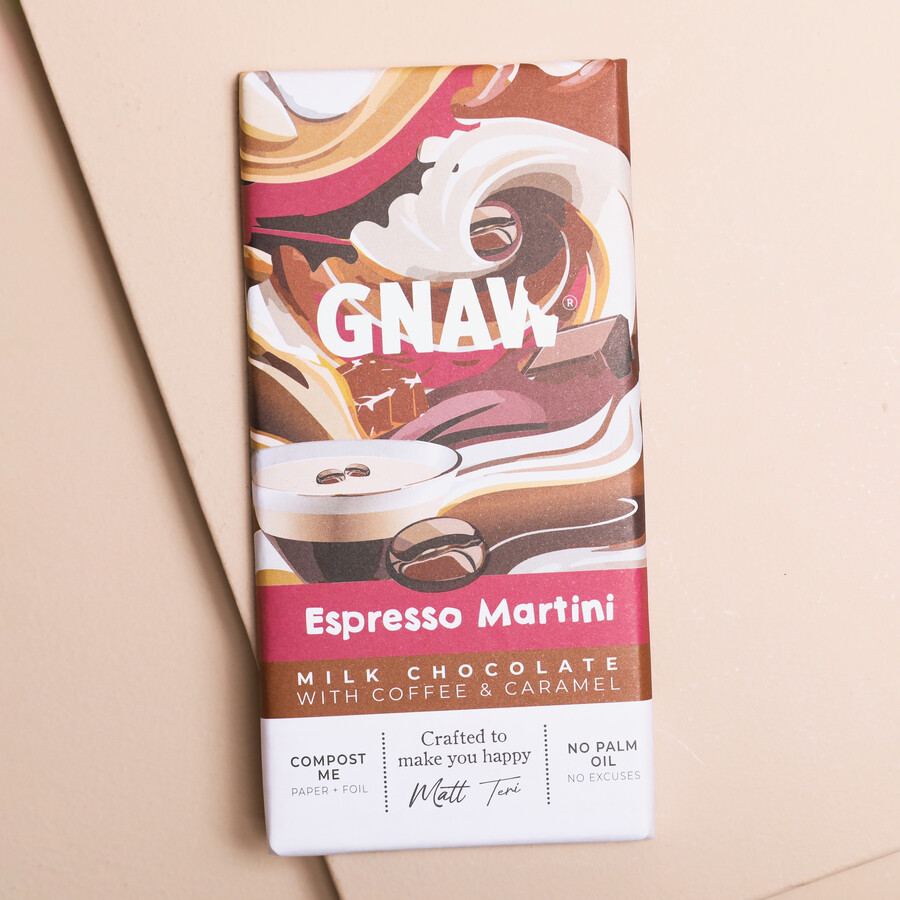 GNAW®
Espresso Martini
MILK CHOCOLATE
WITH COFFEE & CARAMEL
COMPOST
ME
PAPER + FOIL
Crafted to
make you happy
Matt Teri
NO PALM
OIL
NO EXCUSES